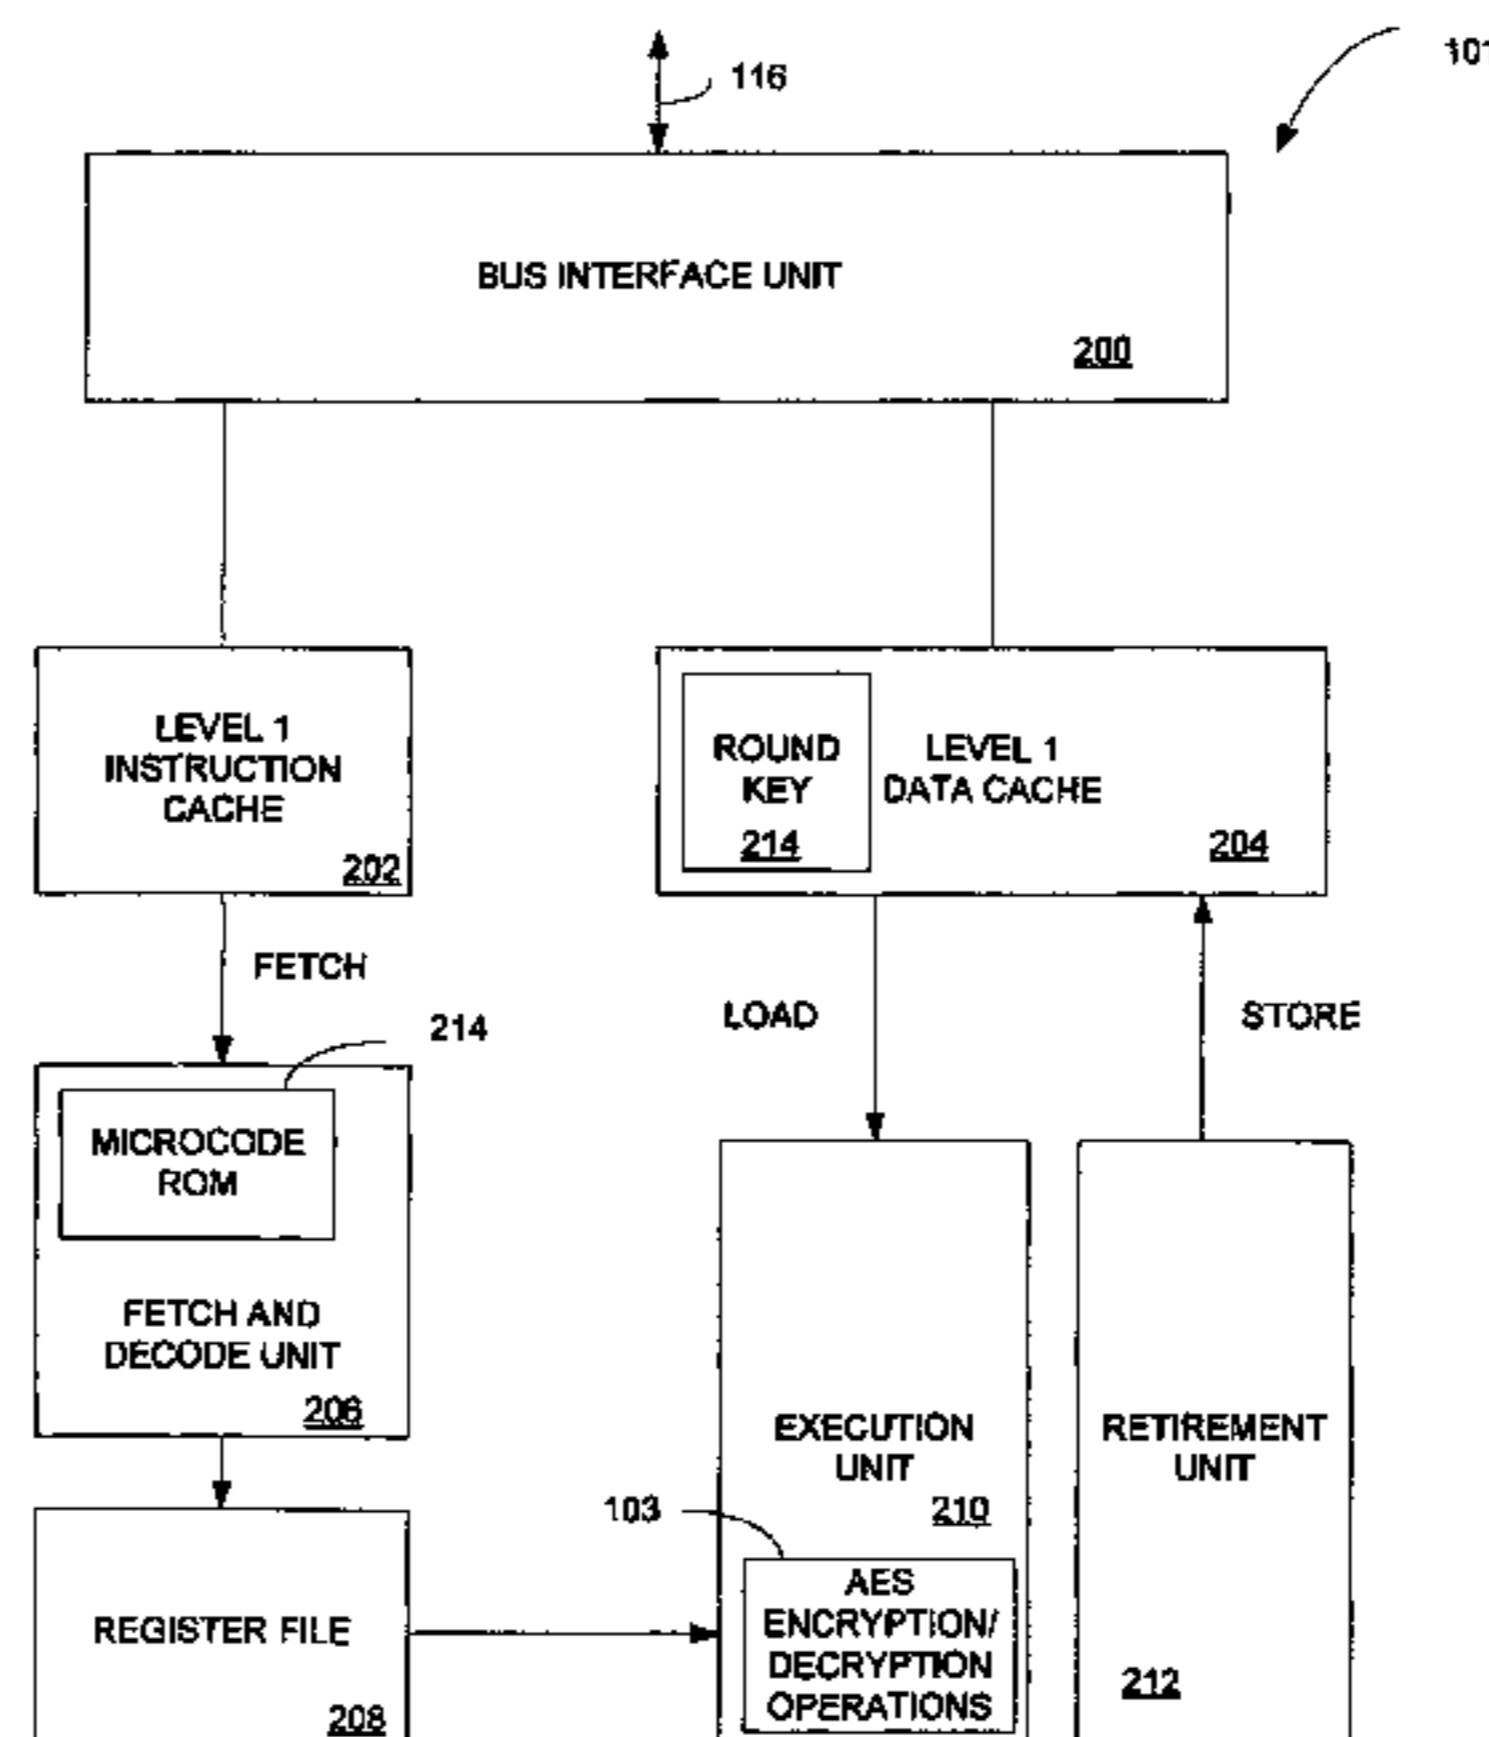 116
101
BUS INTERFACE UNIT
200
LEVEL 1
INSTRUCTION
CACHE
202
ROUND
KEY
214
LEVEL 1
DATA CACHE
204
FETCH
LOAD
STORE
214
MICROCODE
ROM
FETCH AND
DECODE UNIT
206
EXECUTION
UNIT
210
RETIREMENT
UNIT
212
103
AES
ENCRYPTION/
DECRYPTION
OPERATIONS
REGISTER FILE
208